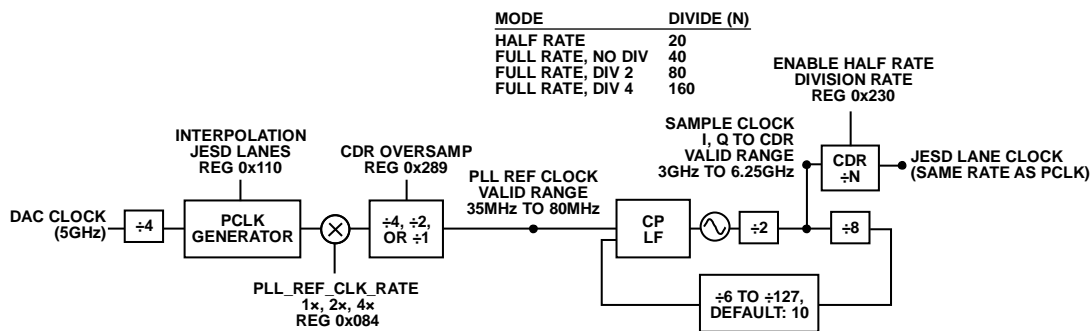 MODE DIVIDE (N)
HALF RATE 20
FULL RATE, NO DIV 40
FULL RATE, DIV 2 80
FULL RATE, DIV 4 160
ENABLE HALF RATE
DIVISION RATE
REG 0x230
INTERPOLATION
JESD LANES
REG 0x110
CDR OVERSAMP
REG 0x289
PLL REF CLOCK
VALID RANGE
35MHz TO 80MHz
SAMPLE CLOCK
I, Q TO CDR
VALID RANGE
3GHz TO 6.25GHz
CDR
÷N
JESD LANE CLOCK
(SAME RATE AS PCLK)
DAC CLOCK
(5GHz)
÷4
PCLK
GENERATOR
÷4, ÷2,
OR ÷1
CP
LF
÷2
÷8
PLL_REF_CLK_RATE
1×, 2×, 4×
REG 0x084
÷6 TO ÷127,
DEFAULT: 10